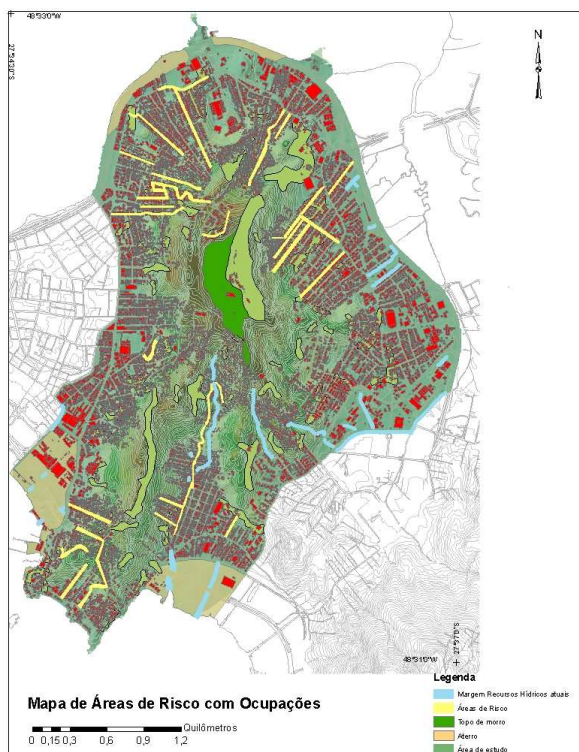 48°33'0"W
27°34'30"S
N
27°37'0"S
48°31'0"W
Legenda
Mapa de Áreas de Risco com Ocupações
Quilômetros
0 0,15 0,3 0,6 0,9 1,2
Margem Recursos Hídricos atuais
Áreas de Risco
Topo de morro
Aterro
Área de estudo